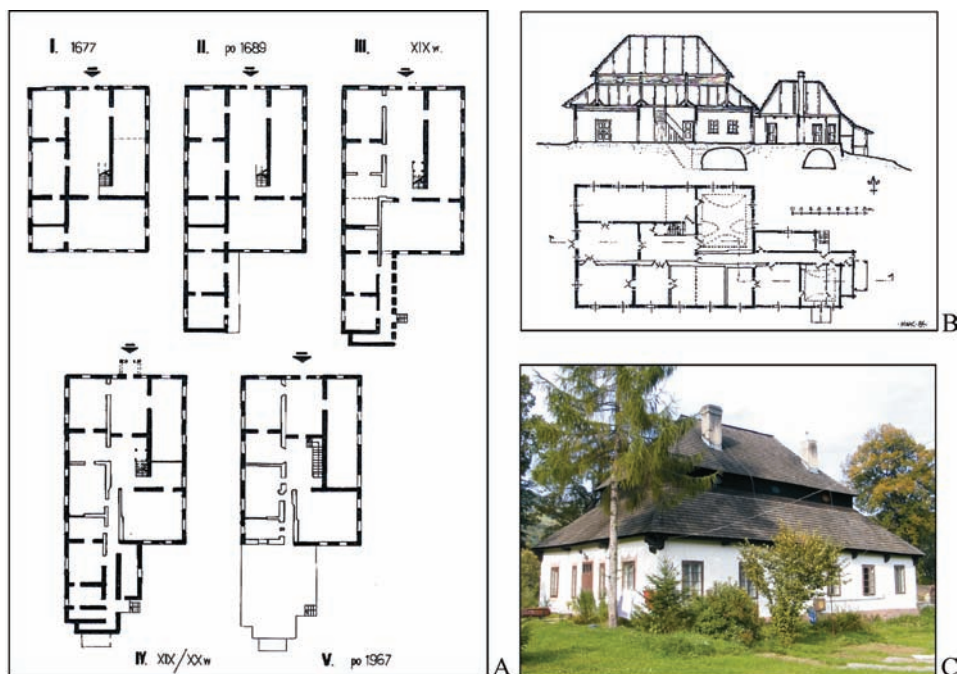 I. 1677
II. po 1689
III. XIX w.
IV. XIX/XX w
V. po 1967
A
B
C